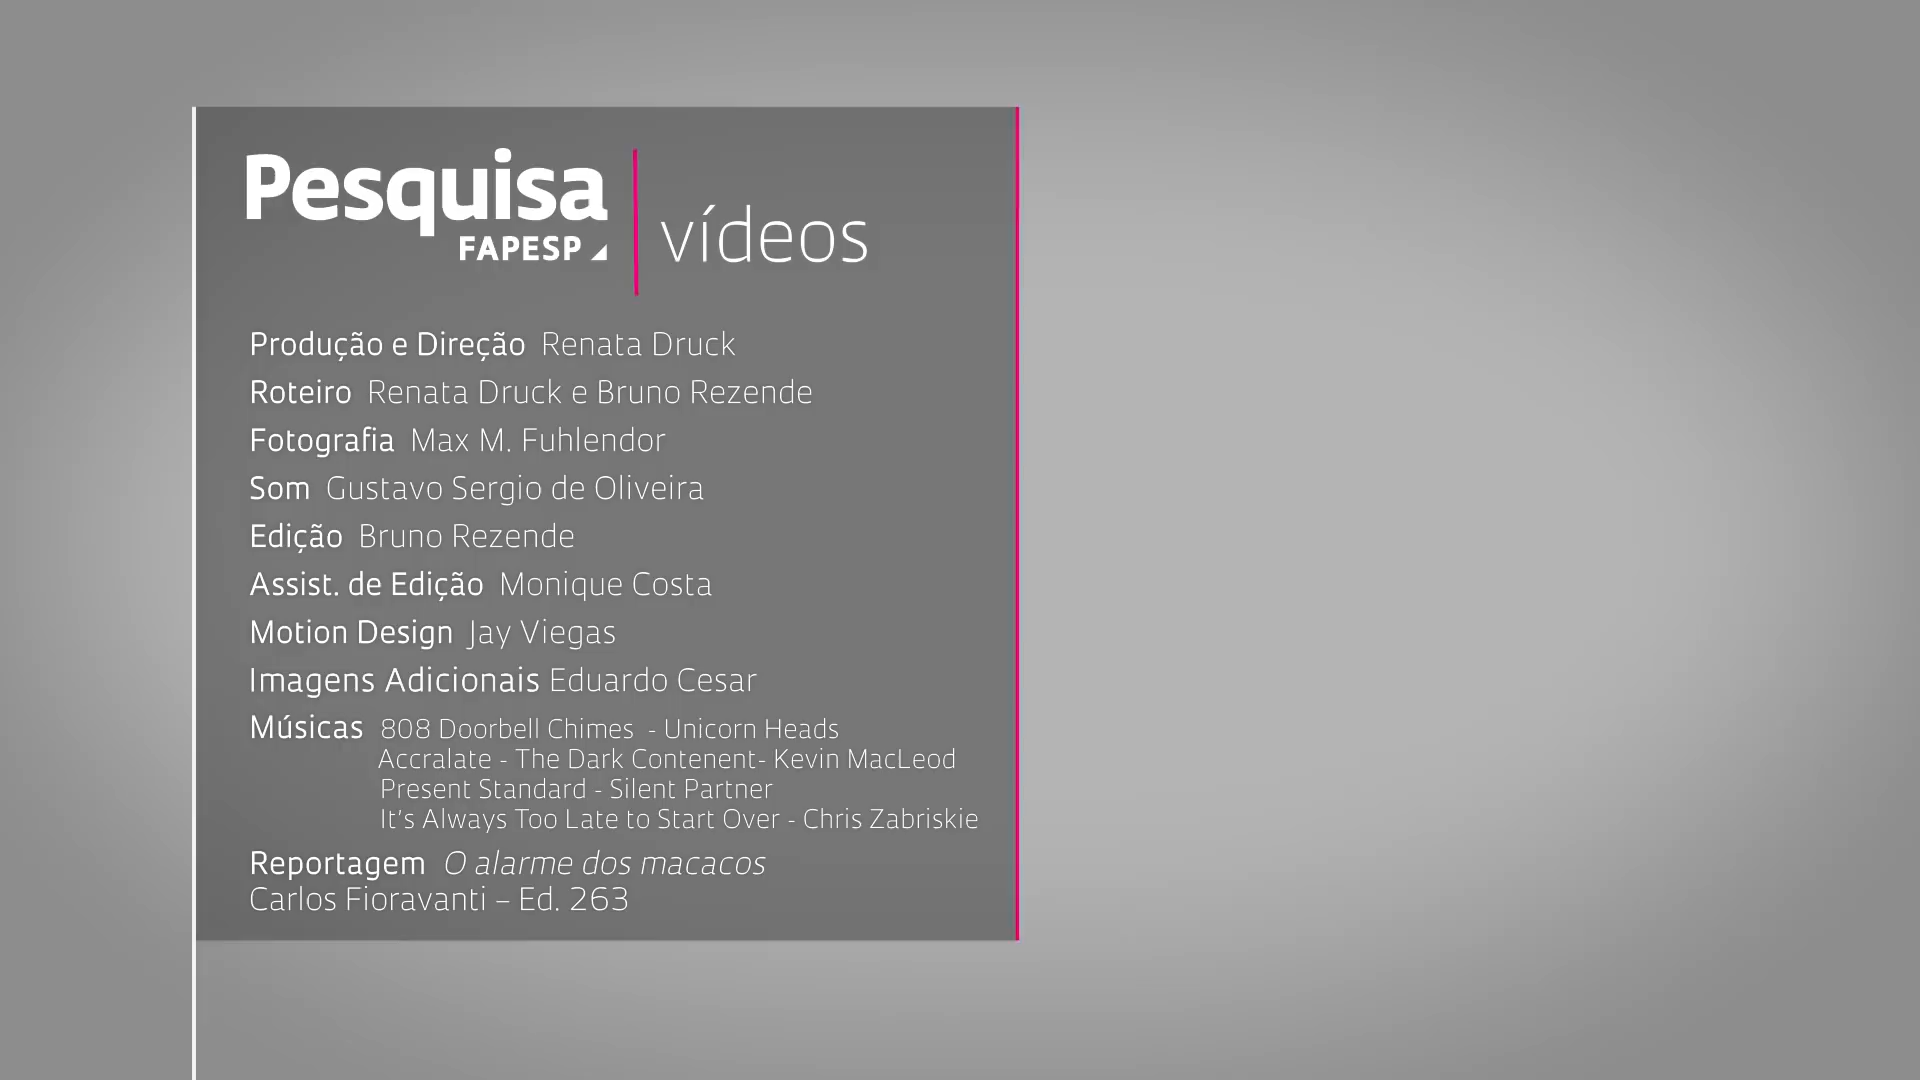 Pesquisa
FAPESP
vídeos
Produção e Direção Renata Druck
Roteiro Renata Druck e Bruno Rezende
Fotografia Max M. Fuhlendor
Som Gustavo Sergio de Oliveira
Edição Bruno Rezende
Assist. de Edição Monique Costa
Motion Design Jay Viegas
Imagens Adicionais Eduardo Cesar
Músicas 808 Doorbell Chimes - Unicorn Heads
Accralate - The Dark Contenent- Kevin MacLeod
Present Standard - Silent Partner
It's Always Too Late to Start Over - Chris Zabriskie
Reportagem O alarme dos macacos
Carlos Fioravanti – Ed. 263